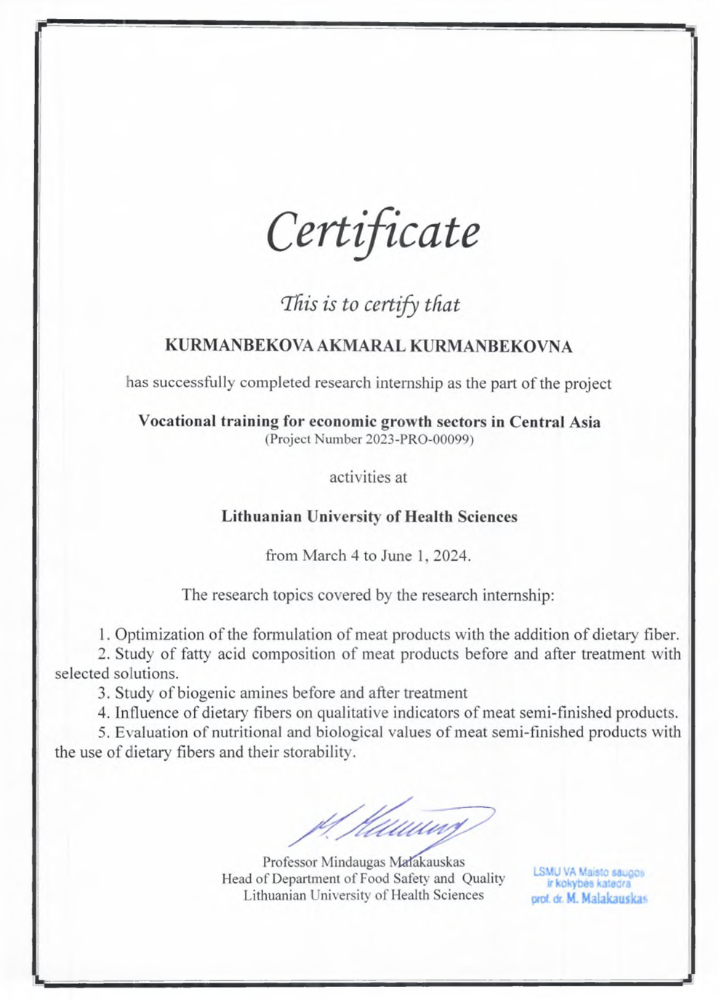 Certificate
This is to certify that
KURMANBEKOVA AKMARAL KURMANBEKOVNA
has successfully completed research internship as the part of the project
Vocational training for economic growth sectors in Central Asia
(Project Number 2023-PRO-00099)
activities at
Lithuanian University of Health Sciences
from March 4 to June 1, 2024.
The research topics covered by the research internship:
1. Optimization of the formulation of meat products with the addition of dietary fiber.
2. Study of fatty acid composition of meat products before and after treatment with
selected solutions.
3. Study of biogenic amines before and after treatment
4. Influence of dietary fibers on qualitative indicators of meat semi-finished products.
5. Evaluation of nutritional and biological values of meat semi-finished products with
the use of dietary fibers and their storability.
Professor Mindaugas Malakauskas
Head of Department of Food Safety and Quality
Lithuanian University of Health Sciences
LSMU VA Maisto saugos
ir kokybės katedra
prof. dr. M. Malakauskas